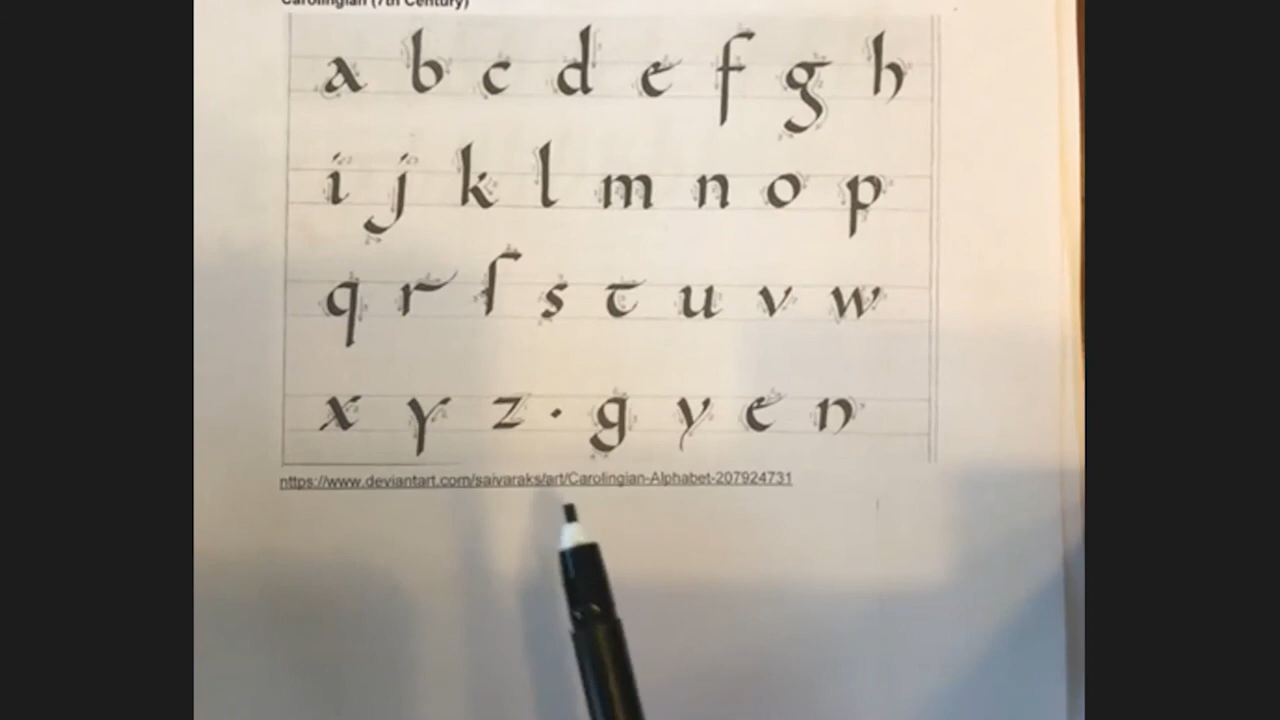 Carolingian (7th Century)
a b c d e f g h
i j k l m n o p
q r ſ s t u v w
x y z · g y e n
https://www.deviantart.com/saivaraks/art/Carolingian-Alphabet-207924731